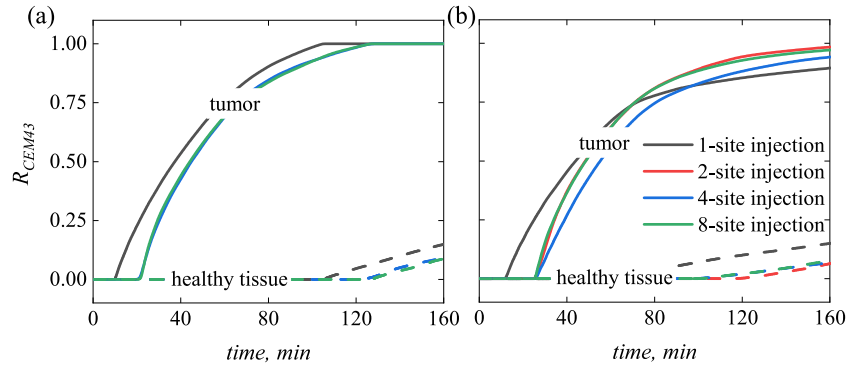 (a)
(b)
1.00
0.75
0.50
0.25
0.00
R_CEM43
tumor
healthy tissue
0 40 80 120 160
time, min
tumor
1-site injection
2-site injection
4-site injection
8-site injection
healthy tissue
0 40 80 120 160
time, min